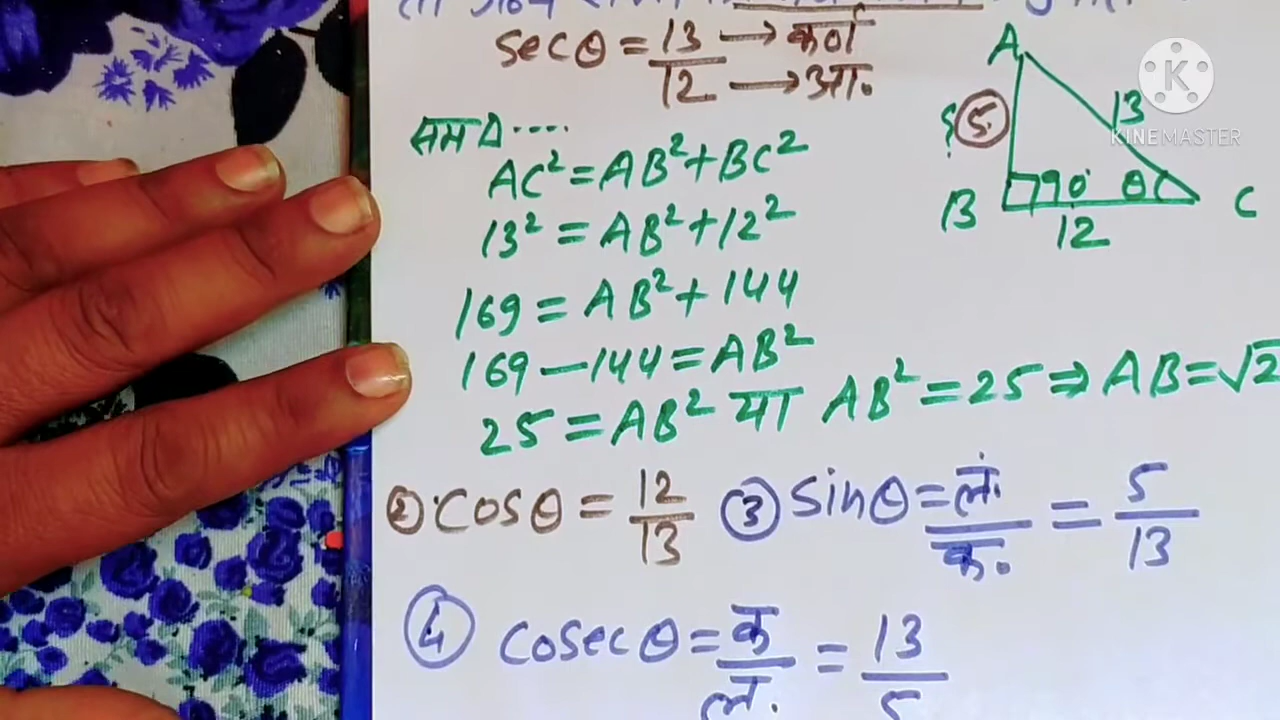 secθ = 13/12 → कर्ण
→ आ.
समΔ....
AC² = AB² + BC²
13² = AB² + 12²
169 = AB² + 144
169 — 144 = AB²
25 = AB² या AB² = 25 ⇒ AB = √2
② cosθ = 12/13 ③ sinθ = लं./क. = 5/13
④ cosecθ = क/लं. = 13/5
A
5 13
B 90° θ C
12
K
KINEMASTER